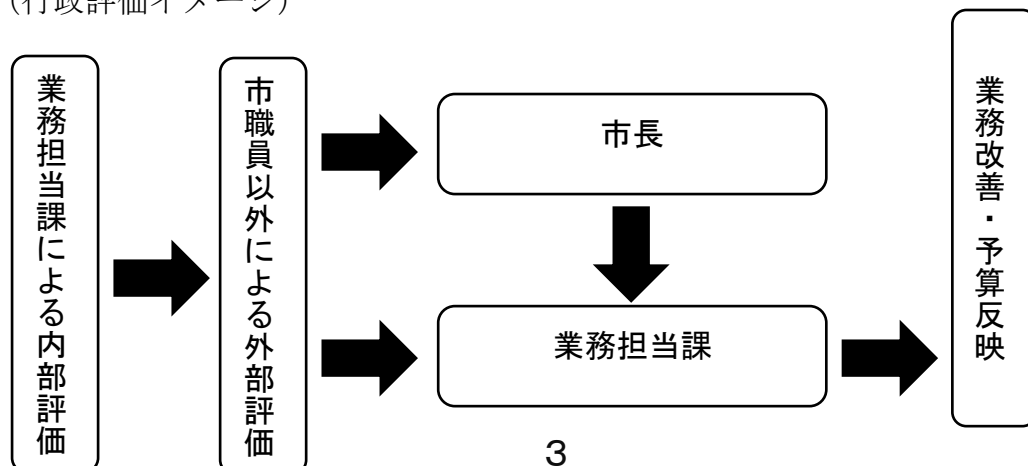 (行政評価イメージ)
業務担当課による内部評価
市職員以外による外部評価
市長
業務担当課
業務改善・予算反映
3